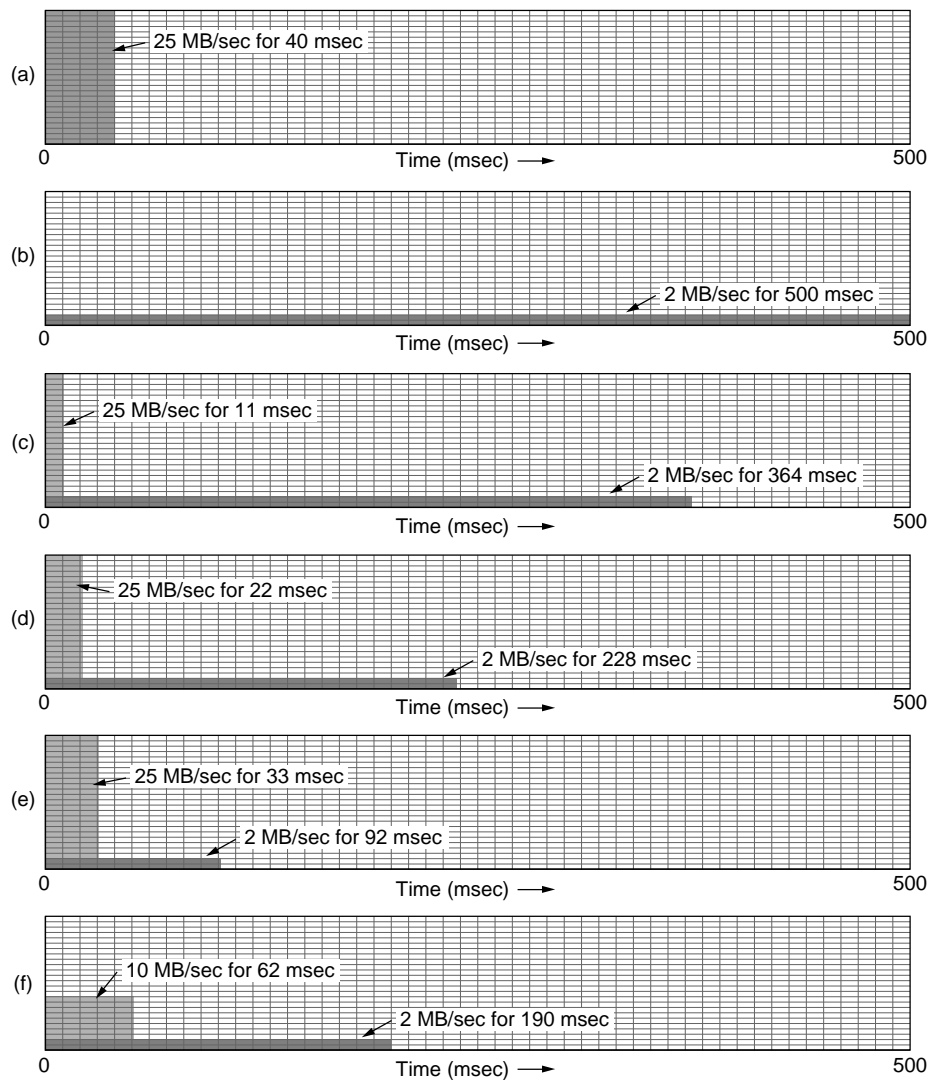 25 MB/sec for 40 msec
(a)
0
Time (msec)
500
(b)
2 MB/sec for 500 msec
0
Time (msec)
500
25 MB/sec for 11 msec
(c)
2 MB/sec for 364 msec
0
Time (msec)
500
25 MB/sec for 22 msec
(d)
2 MB/sec for 228 msec
0
Time (msec)
500
25 MB/sec for 33 msec
(e)
2 MB/sec for 92 msec
0
Time (msec)
500
10 MB/sec for 62 msec
(f)
2 MB/sec for 190 msec
0
Time (msec)
500